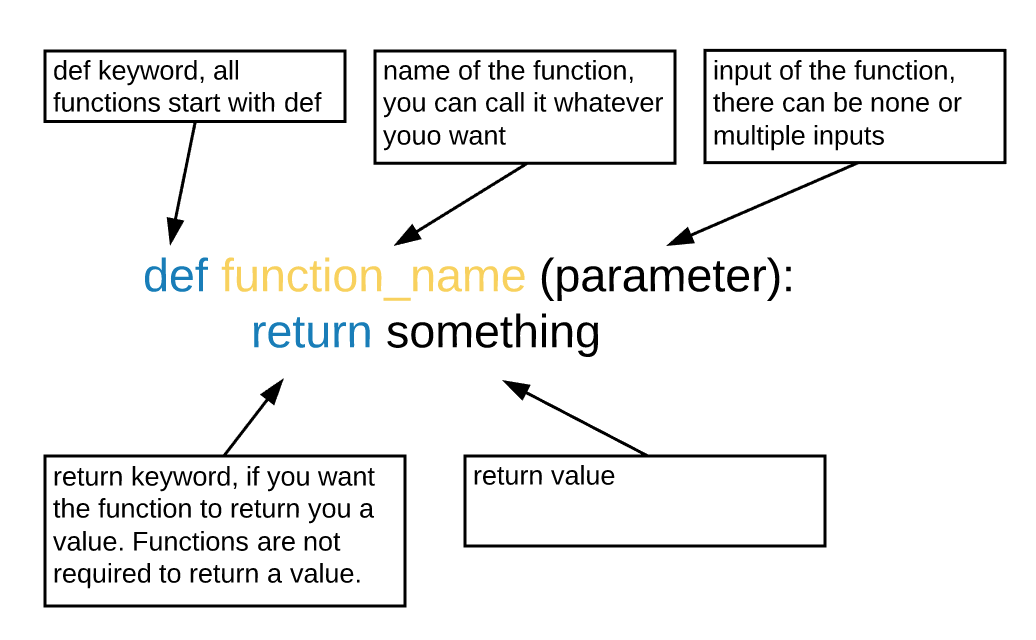 def keyword, all
functions start with def
name of the function,
you can call it whatever
youo want
input of the function,
there can be none or
multiple inputs
def function_name (parameter):
return something
return keyword, if you want
the function to return you a
value. Functions are not
required to return a value.
return value